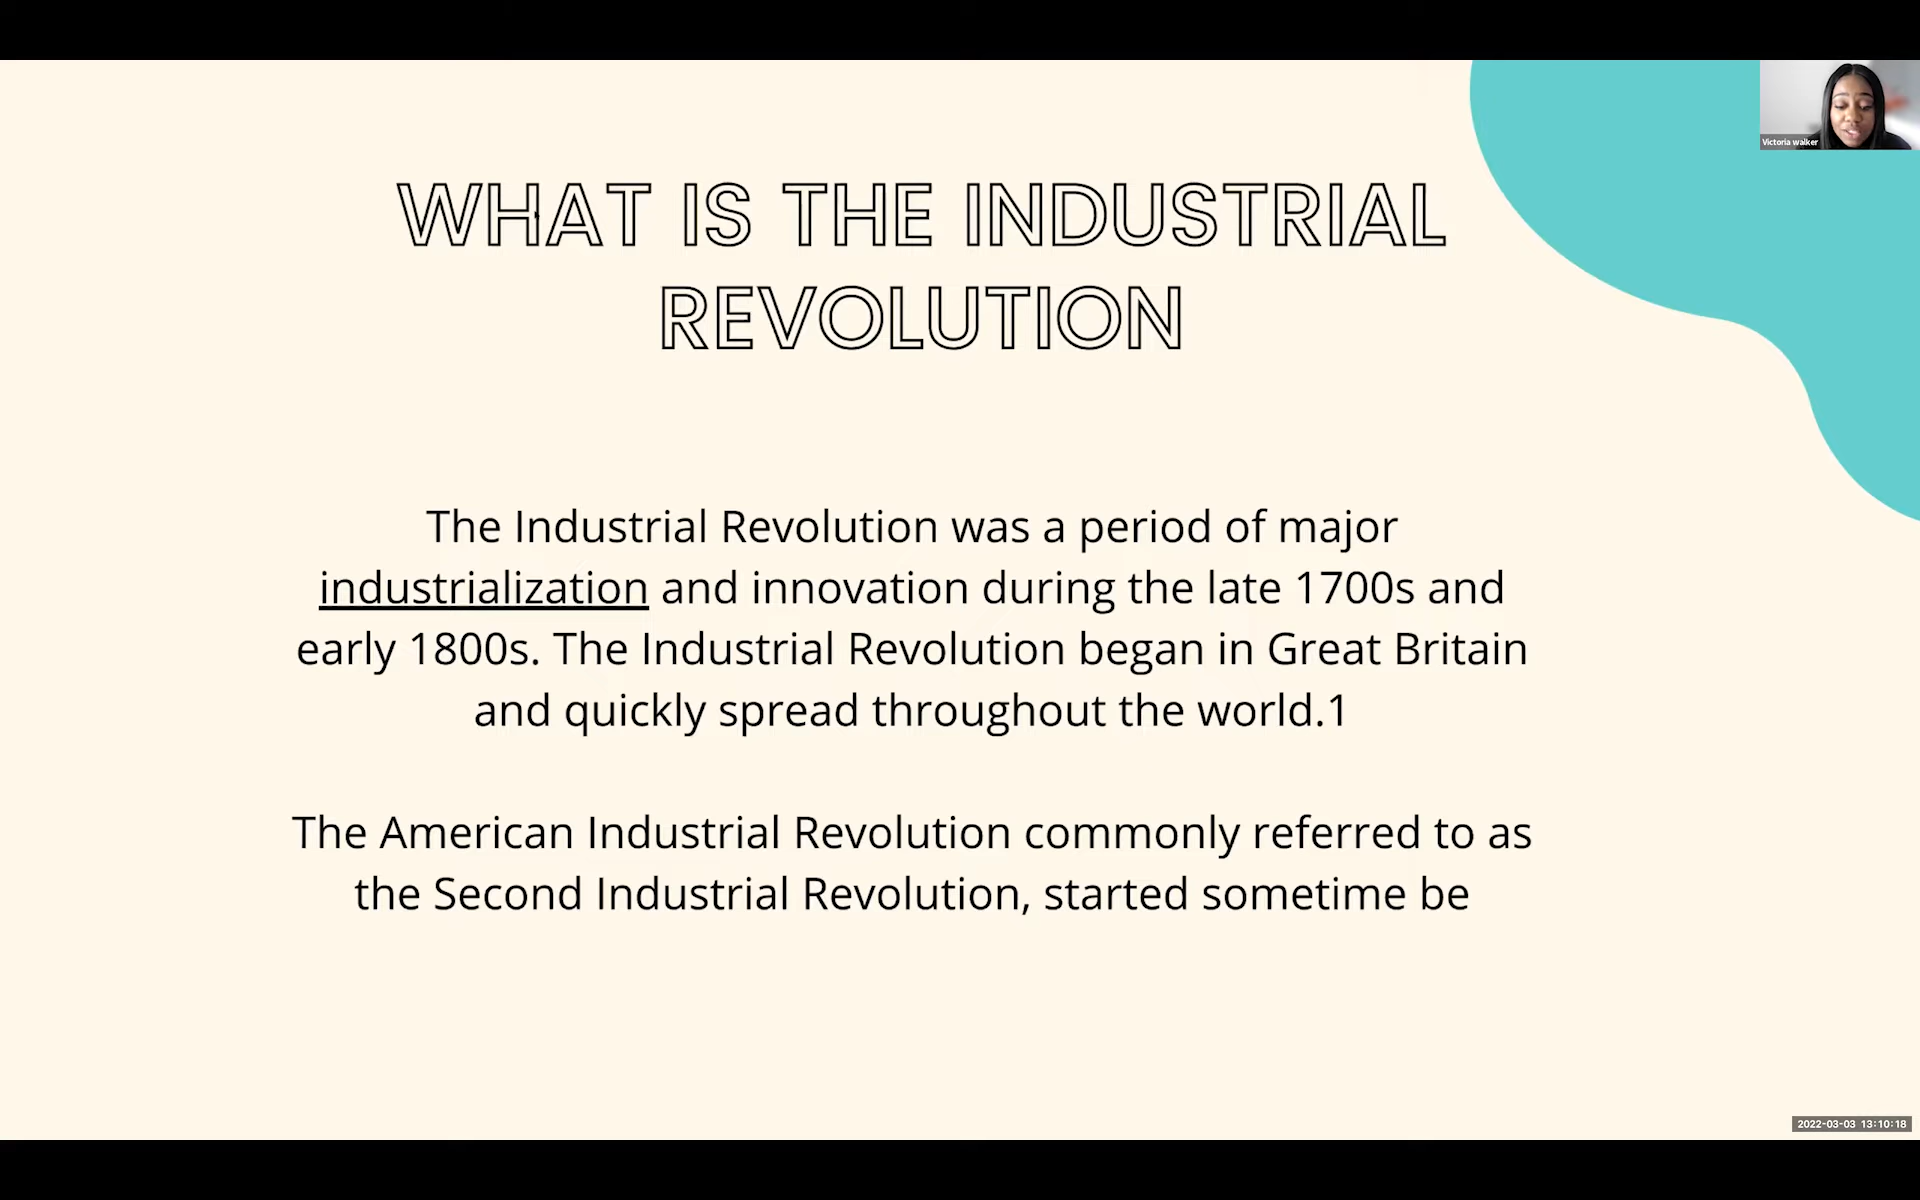 Victoria walker
WHAT IS THE INDUSTRIAL
REVOLUTION
The Industrial Revolution was a period of major
industrialization and innovation during the late 1700s and
early 1800s. The Industrial Revolution began in Great Britain
and quickly spread throughout the world.1
The American Industrial Revolution commonly referred to as
the Second Industrial Revolution, started sometime be
2022-03-03 13:10:18